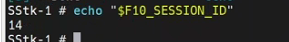 SStk-1 # echo "$F10_SESSION_ID"
14
SStk-1 #